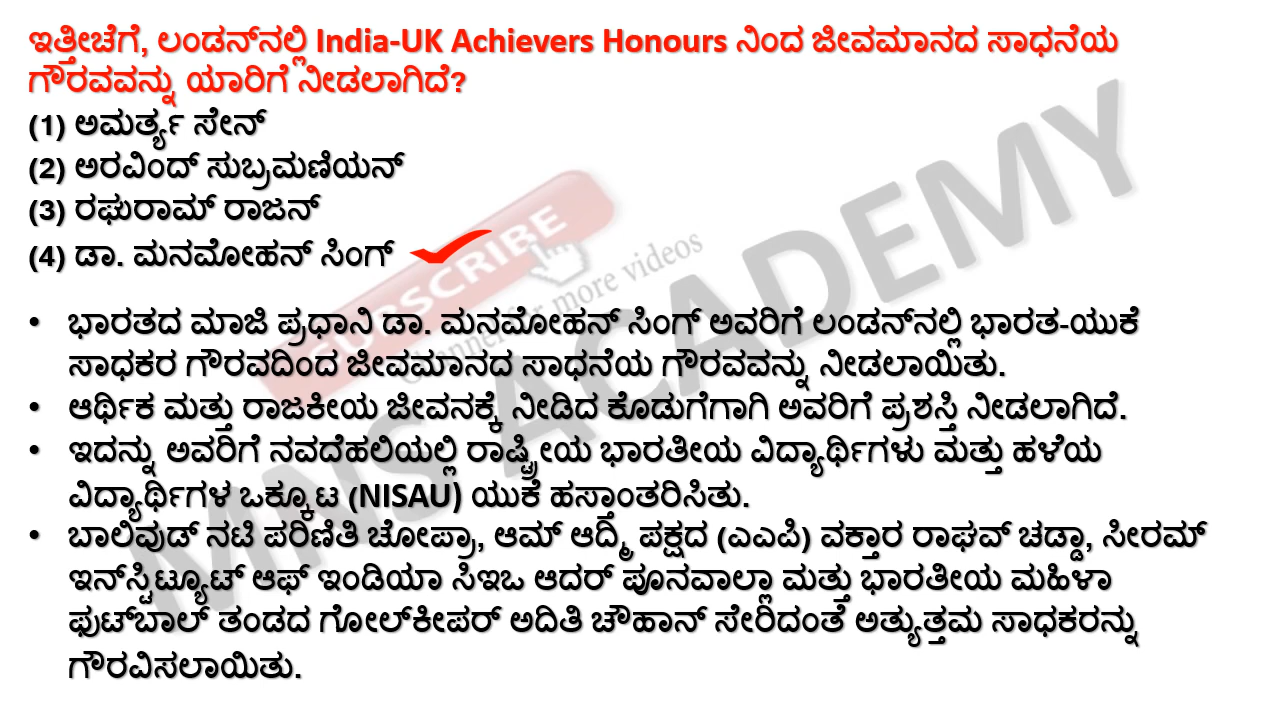 ಇತ್ತೀಚೆಗೆ, ಲಂಡನ್‌ನಲ್ಲಿ India-UK Achievers Honours ನಿಂದ ಜೀವಮಾನದ ಸಾಧನೆಯ
ಗೌರವವನ್ನು ಯಾರಿಗೆ ನೀಡಲಾಗಿದೆ?
(1) ಅಮರ್ತ್ಯ ಸೇನ್
(2) ಅರವಿಂದ್ ಸುಬ್ರಮಣಿಯನ್
(3) ರಘುರಾಮ್ ರಾಜನ್
(4) ಡಾ. ಮನಮೋಹನ್ ಸಿಂಗ್
• ಭಾರತದ ಮಾಜಿ ಪ್ರಧಾನಿ ಡಾ. ಮನಮೋಹನ್ ಸಿಂಗ್ ಅವರಿಗೆ ಲಂಡನ್‌ನಲ್ಲಿ ಭಾರತ-ಯುಕೆ
ಸಾಧಕರ ಗೌರವದಿಂದ ಜೀವಮಾನದ ಸಾಧನೆಯ ಗೌರವವನ್ನು ನೀಡಲಾಯಿತು.
• ಆರ್ಥಿಕ ಮತ್ತು ರಾಜಕೀಯ ಜೀವನಕ್ಕೆ ನೀಡಿದ ಕೊಡುಗೆಗಾಗಿ ಅವರಿಗೆ ಪ್ರಶಸ್ತಿ ನೀಡಲಾಗಿದೆ.
• ಇದನ್ನು ಅವರಿಗೆ ನವದೆಹಲಿಯಲ್ಲಿ ರಾಷ್ಟ್ರೀಯ ಭಾರತೀಯ ವಿದ್ಯಾರ್ಥಿಗಳು ಮತ್ತು ಹಳೆಯ
ವಿದ್ಯಾರ್ಥಿಗಳ ಒಕ್ಕೂಟ (NISAU) ಯುಕೆ ಹಸ್ತಾಂತರಿಸಿತು.
• ಬಾಲಿವುಡ್ ನಟಿ ಪರಿಣಿತಿ ಚೋಪ್ರಾ, ಆಮ್ ಆದ್ಮಿ ಪಕ್ಷದ (ಎಎಪಿ) ವಕ್ತಾರ ರಾಘವ್ ಚಡ್ಡಾ, ಸೀರಮ್
ಇನ್‌ಸ್ಟಿಟ್ಯೂಟ್ ಆಫ್ ಇಂಡಿಯಾ ಸಿಇಒ ಆದರ್ ಪೂನವಾಲ್ಲಾ ಮತ್ತು ಭಾರತೀಯ ಮಹಿಳಾ
ಫುಟ್‌ಬಾಲ್ ತಂಡದ ಗೋಲ್‌ಕೀಪರ್ ಅದಿತಿ ಚೌಹಾನ್ ಸೇರಿದಂತೆ ಅತ್ಯುತ್ತಮ ಸಾಧಕರನ್ನು
ಗೌರವಿಸಲಾಯಿತು.
SUBSCRIBE
Channel for more videos
MNS ACADEMY